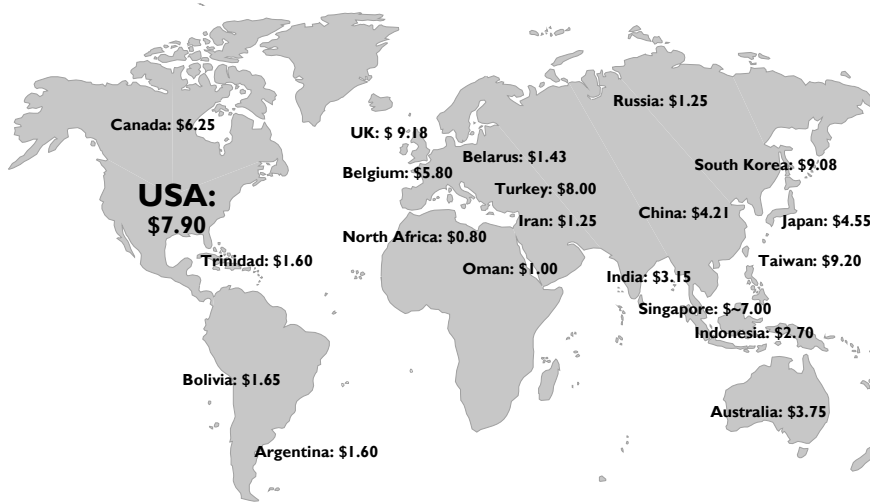 Russia: $1.25
Canada: $6.25
UK: $ 9.18
Belarus: $1.43
South Korea: $9.08
Belgium: $5.80
Turkey: $8.00
USA:
$7.90
China: $4.21
Iran: $1.25
Japan: $4.55
North Africa: $0.80
Trinidad: $1.60
Taiwan: $9.20
Oman: $1.00
India: $3.15
Singapore: $~7.00
Indonesia: $2.70
Bolivia: $1.65
Australia: $3.75
Argentina: $1.60